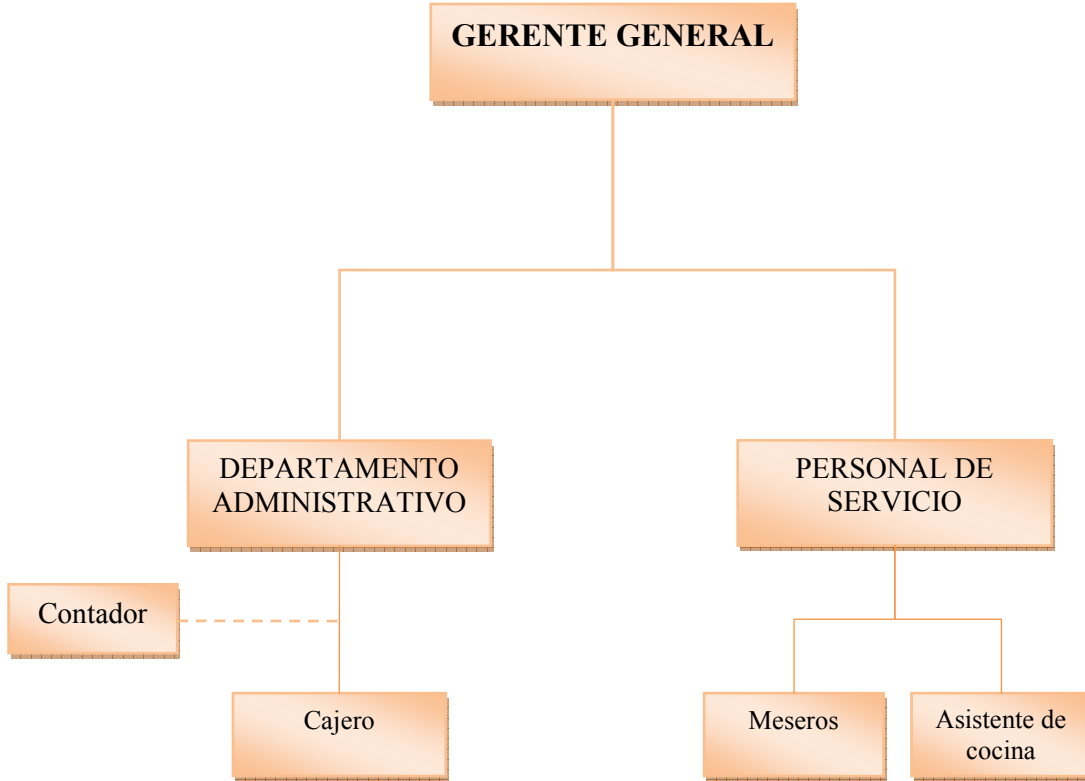 GERENTE GENERAL
DEPARTAMENTO
ADMINISTRATIVO
PERSONAL DE
SERVICIO
Contador
Cajero
Meseros
Asistente de
cocina